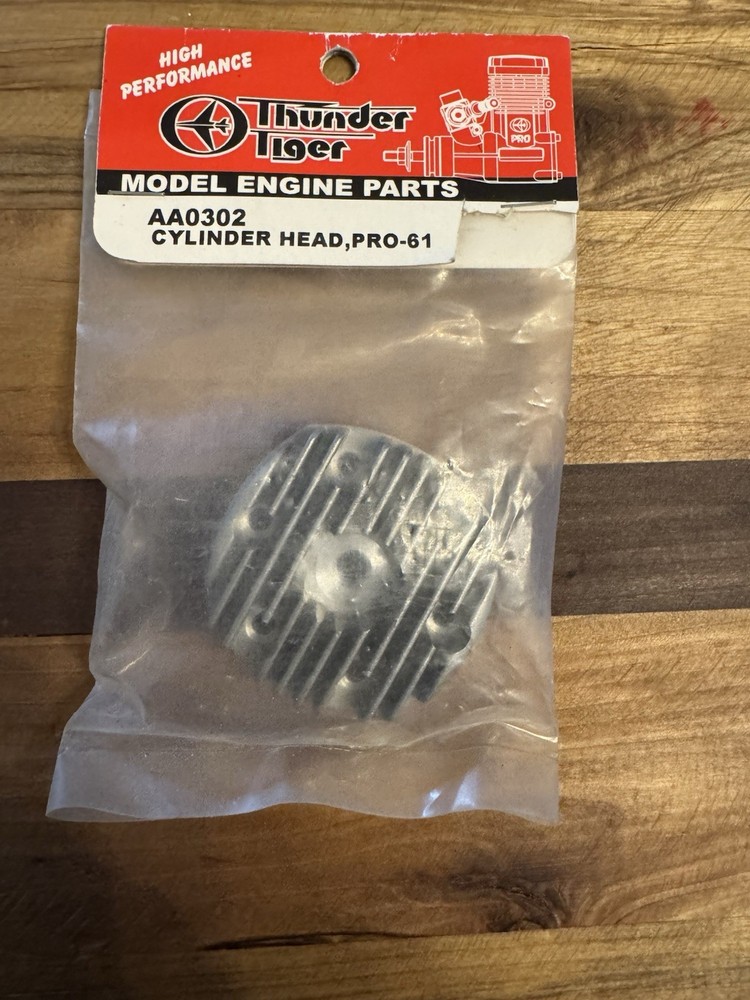 HIGH
PERFORMANCE
Thunder
Tiger
PRO
MODEL ENGINE PARTS
AA0302
CYLINDER HEAD,PRO-61